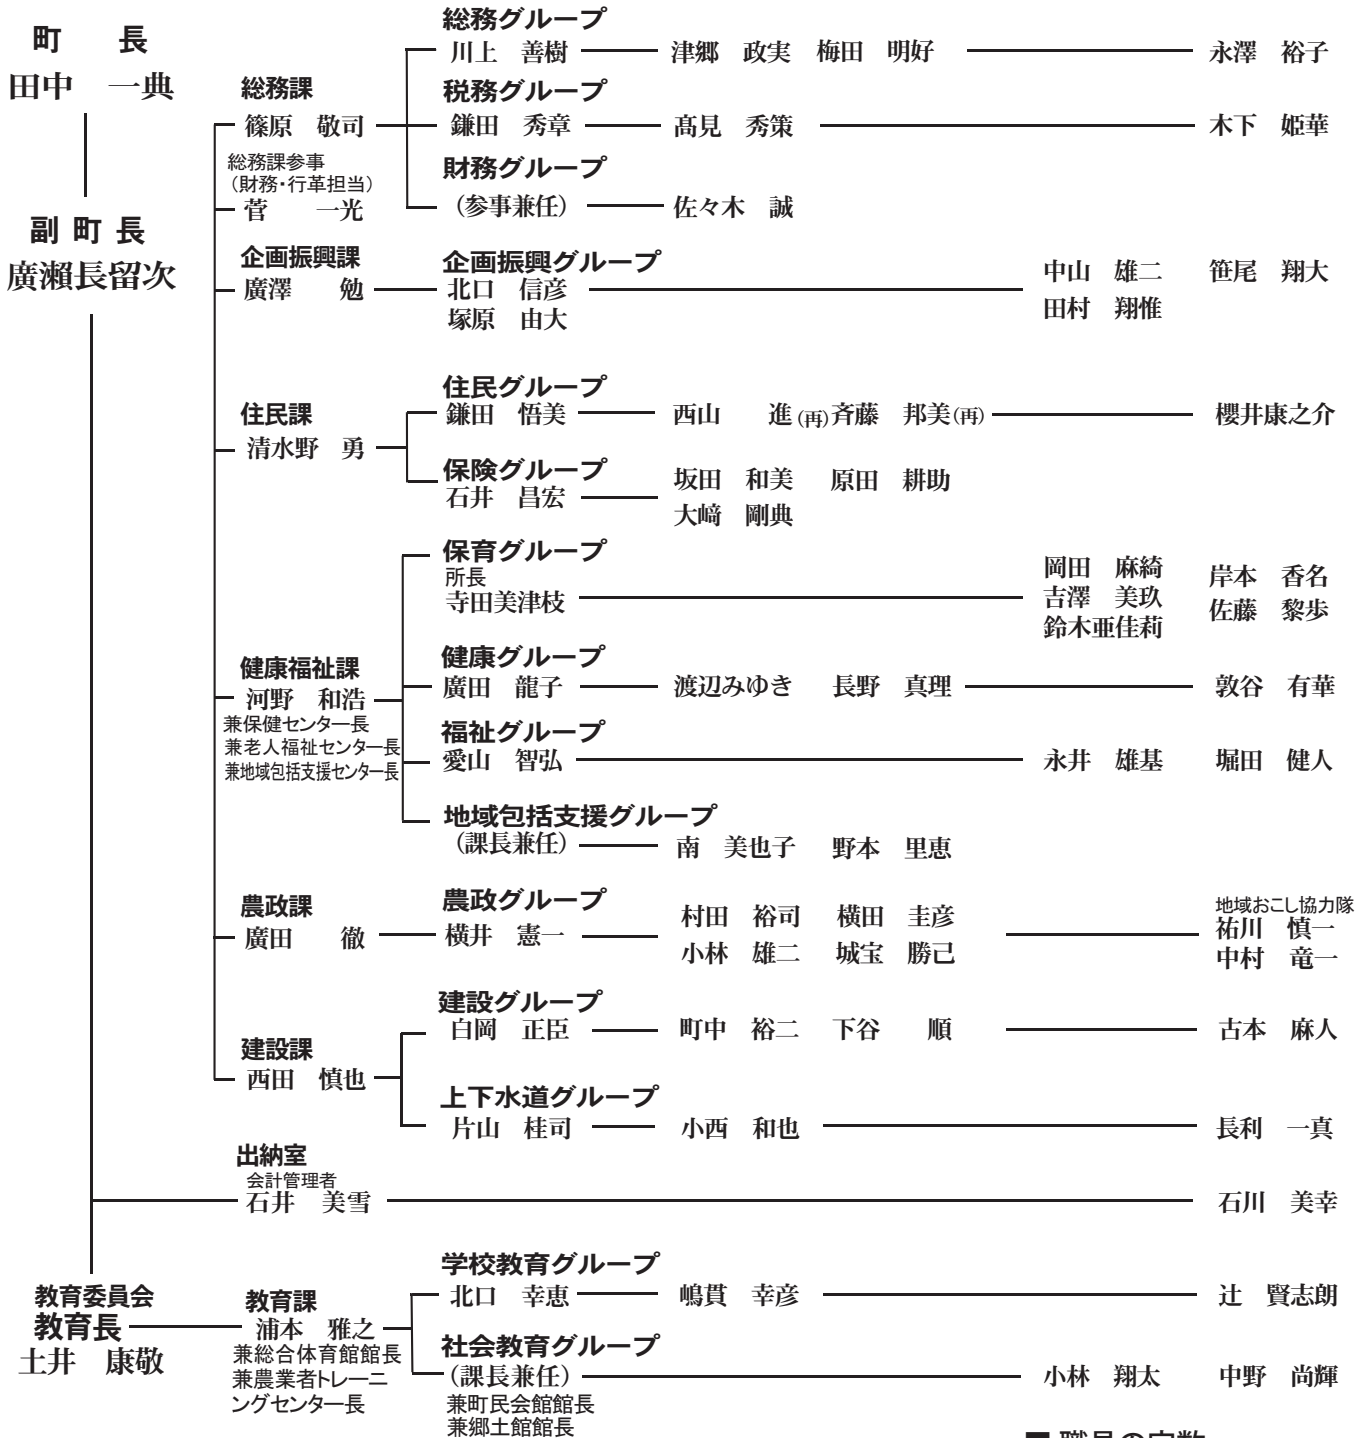 町　長
田中　一典
副町長
廣瀬長留次
総務課
篠原　敬司
総務課参事
（財務・行革担当）
菅　　一光
総務グループ
川上　善樹　津郷　政実　梅田　明好　永澤　裕子
税務グループ
鎌田　秀章　髙見　秀策　木下　姫華
財務グループ
（参事兼任）　佐々木　誠
企画振興課
廣澤　　勉
企画振興グループ
北口　信彦　中山　雄二　笹尾　翔大
塚原　由大　田村　翔惟
住民課
清水野　勇
住民グループ
鎌田　悟美　西山　　進(再)斉藤　邦美(再)　櫻井康之介
保険グループ
石井　昌宏　坂田　和美　原田　耕助
大﨑　剛典
健康福祉課
河野　和浩
兼保健センター長
兼老人福祉センター長
兼地域包括支援センター長
保育グループ
所長
寺田美津枝
岡田　麻綺　岸本　香名
吉澤　美玖　佐藤　黎歩
鈴木亜佳莉
健康グループ
廣田　龍子　渡辺みゆき　長野　真理　敦谷　有華
福祉グループ
愛山　智弘　永井　雄基　堀田　健人
地域包括支援グループ
（課長兼任）　南　美也子　野本　里恵
農政課
廣田　　徹
農政グループ
横井　憲一
村田　裕司　横田　圭彦
小林　雄二　城宝　勝己
地域おこし協力隊
祐川　慎一
中村　竜一
建設課
西田　慎也
建設グループ
白岡　正臣　町中　裕二　下谷　　順　古本　麻人
上下水道グループ
片山　桂司　小西　和也　長利　一真
出納室
会計管理者
石井　美雪　石川　美幸
教育委員会
教育長
土井　康敬
教育課
浦本　雅之
兼総合体育館館長
兼農業者トレーニ
ングセンター長
学校教育グループ
北口　幸恵　嶋貫　幸彦　辻　賢志朗
社会教育グループ
（課長兼任）　小林　翔太　中野　尚輝
兼町民会館館長
兼郷土館館長
■ 職員の定数